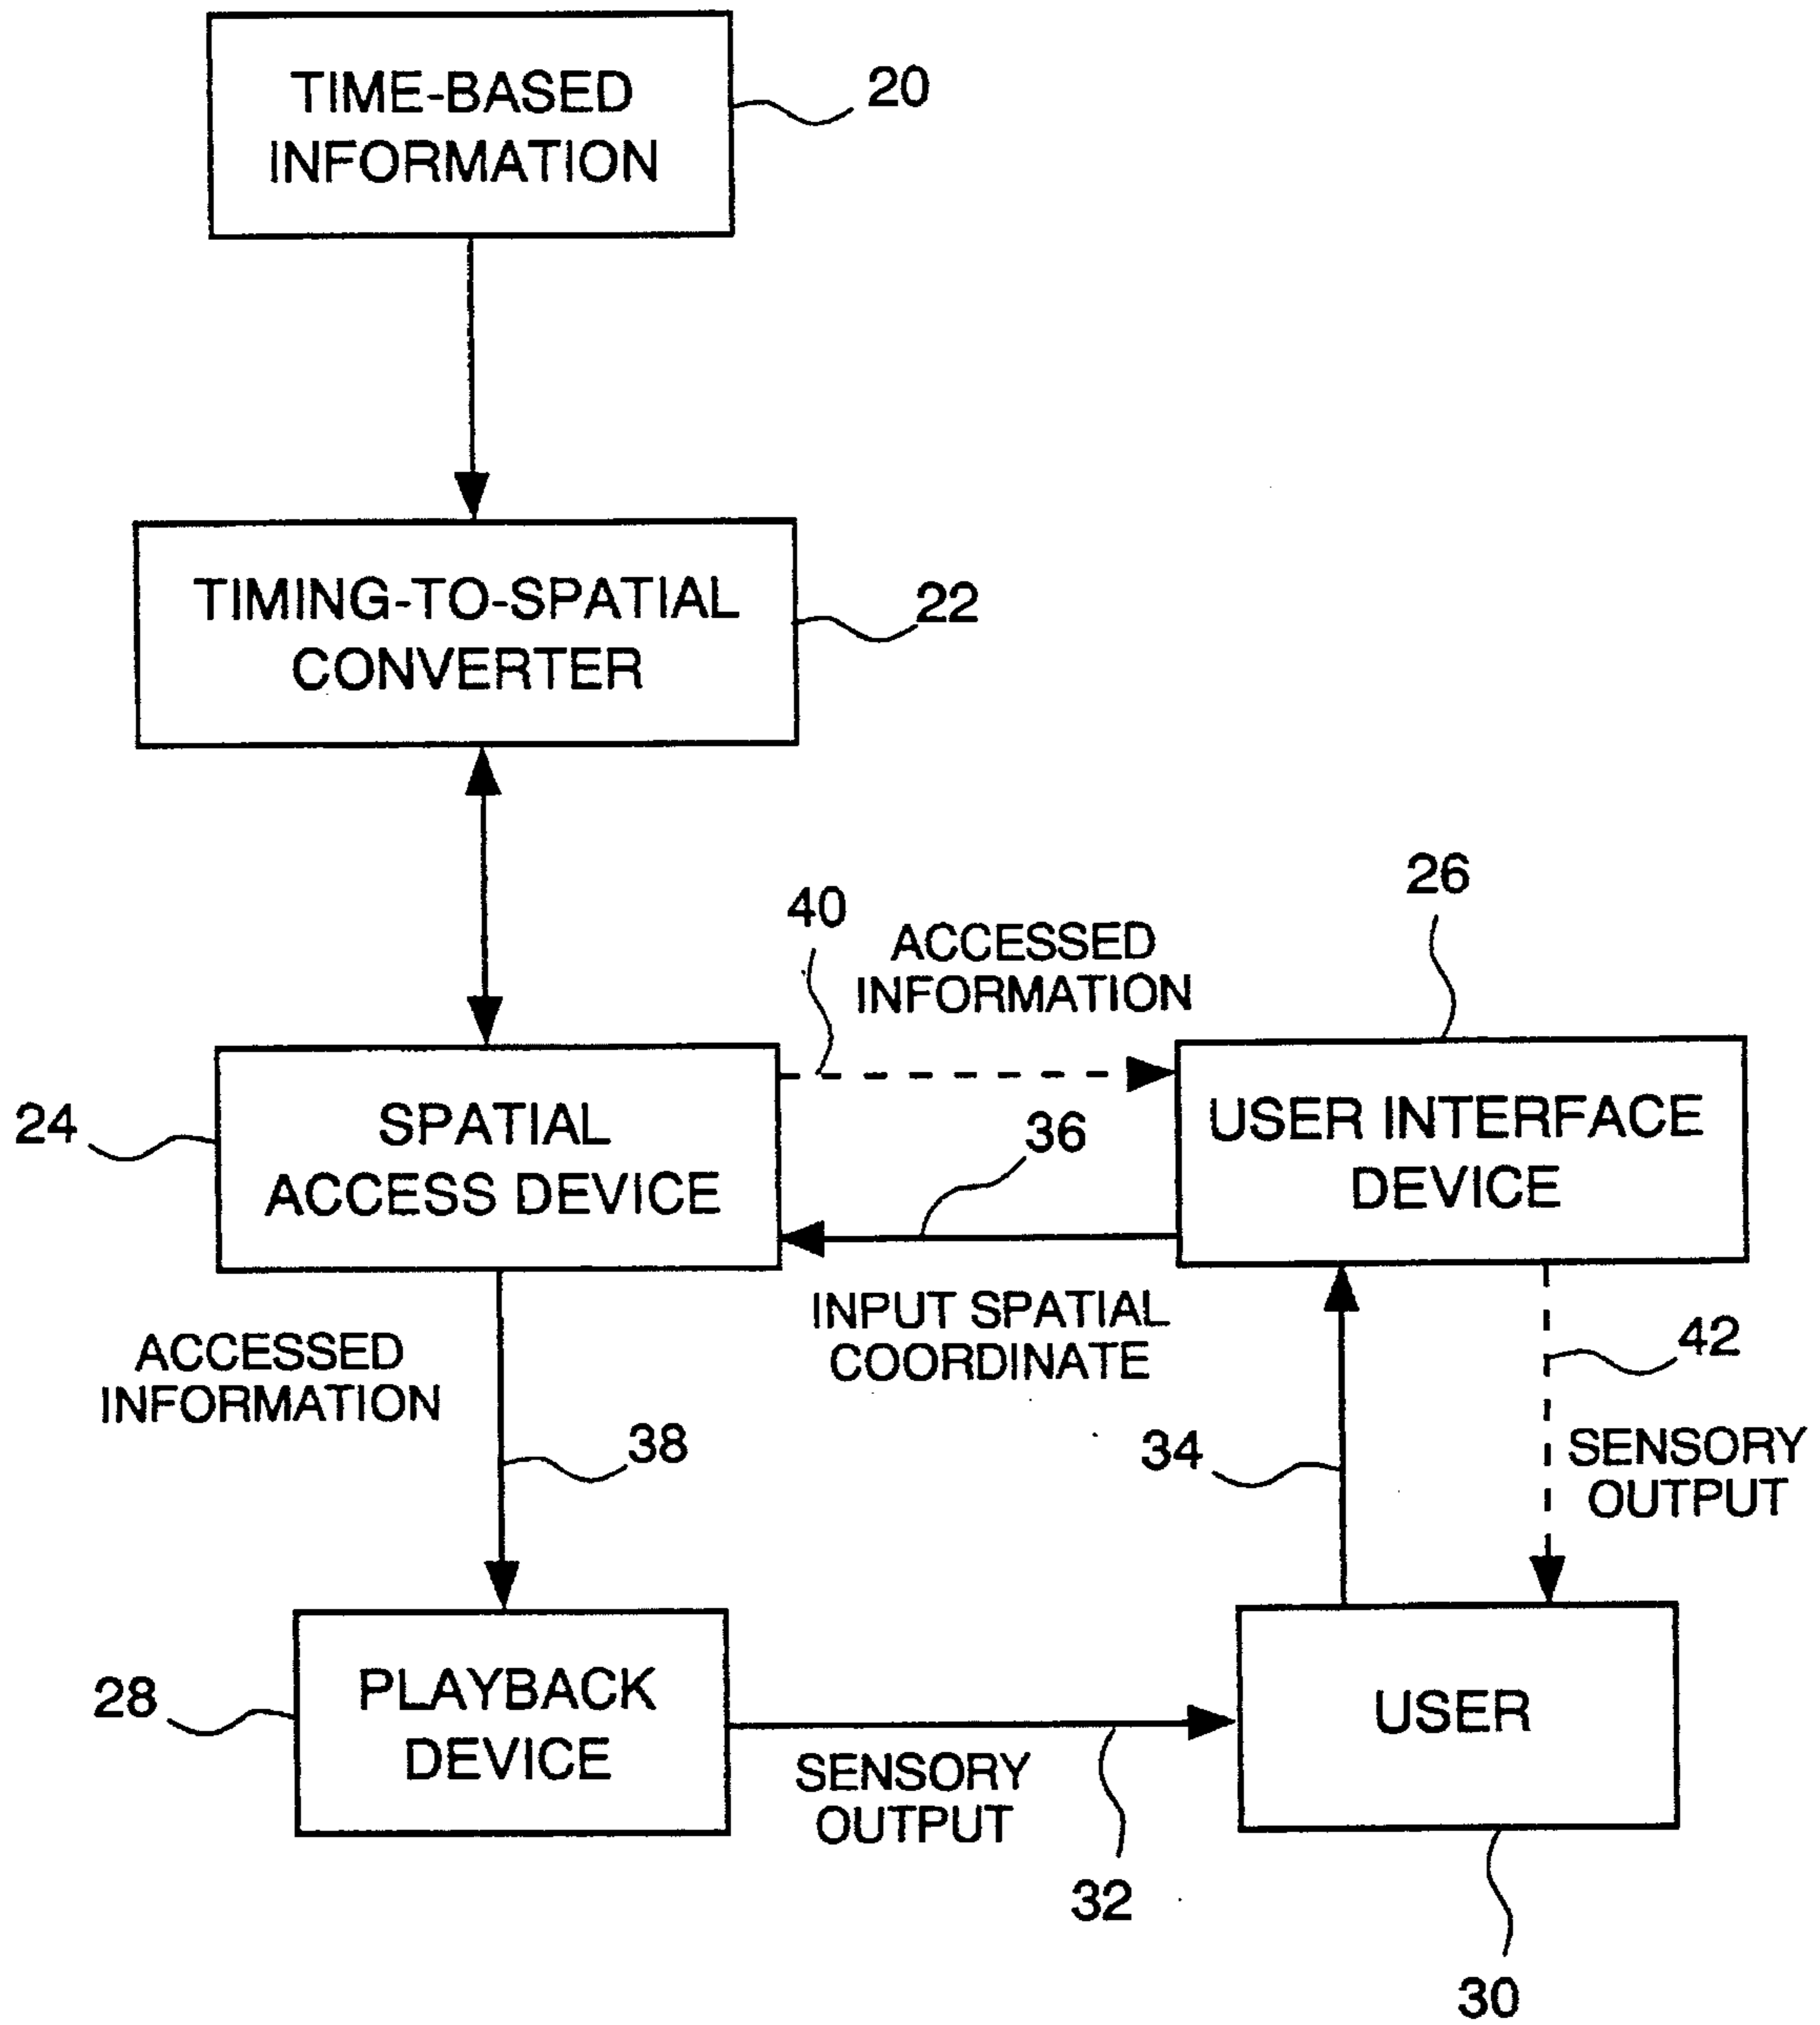 TIME-BASED
INFORMATION
20
TIMING-TO-SPATIAL
CONVERTER
22
26
40
ACCESSED
INFORMATION
24
SPATIAL
ACCESS DEVICE
36
USER INTERFACE
DEVICE
INPUT SPATIAL
COORDINATE
ACCESSED
INFORMATION
38
34
42
SENSORY
OUTPUT
28
PLAYBACK
DEVICE
SENSORY
OUTPUT
32
USER
30